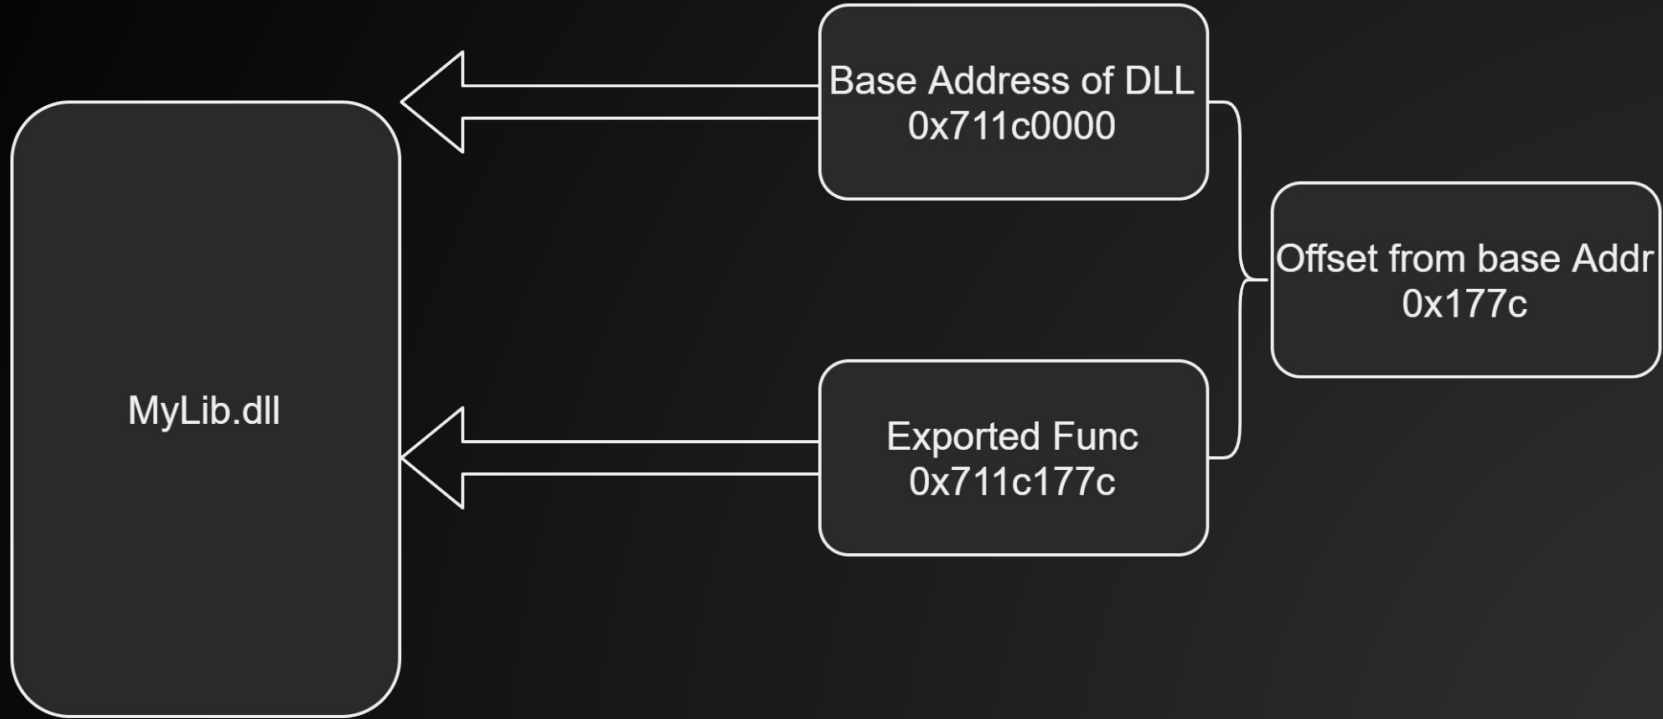 Base Address of DLL
0x711c0000
Offset from base Addr
0x177c
MyLib.dll
Exported Func
0x711c177c